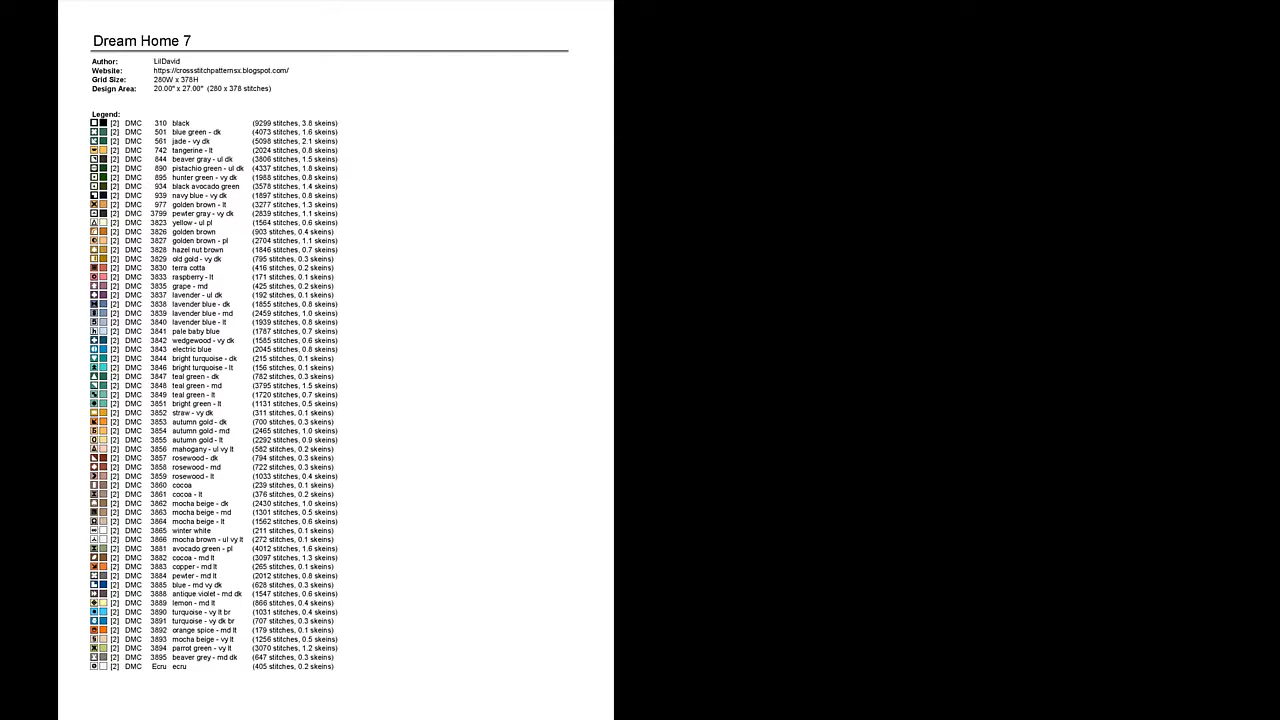 Dream Home 7
Author: LilDavid
Website: https://crossstitchpatternsx.blogspot.com/
Grid Size: 280W x 378H
Design Area: 20.00" x 27.00" (280 x 378 stitches)
Legend:
[2] DMC 310 black (9299 stitches, 3.8 skeins)
[2] DMC 501 blue green - dk (4073 stitches, 1.6 skeins)
[2] DMC 561 jade - vy dk (5098 stitches, 2.1 skeins)
[2] DMC 742 tangerine - lt (2024 stitches, 0.8 skeins)
[2] DMC 844 beaver gray - ul dk (3806 stitches, 1.5 skeins)
[2] DMC 890 pistachio green - ul dk (4337 stitches, 1.8 skeins)
[2] DMC 895 hunter green - vy dk (1988 stitches, 0.8 skeins)
[2] DMC 934 black avocado green (3578 stitches, 1.4 skeins)
[2] DMC 939 navy blue - vy dk (1897 stitches, 0.8 skeins)
[2] DMC 977 golden brown - lt (3277 stitches, 1.3 skeins)
[2] DMC 3799 pewter gray - vy dk (2839 stitches, 1.1 skeins)
[2] DMC 3823 yellow - ul pl (1564 stitches, 0.6 skeins)
[2] DMC 3826 golden brown (903 stitches, 0.4 skeins)
[2] DMC 3827 golden brown - pl (2704 stitches, 1.1 skeins)
[2] DMC 3828 hazel nut brown (1846 stitches, 0.7 skeins)
[2] DMC 3829 old gold - vy dk (795 stitches, 0.3 skeins)
[2] DMC 3830 terra cotta (416 stitches, 0.2 skeins)
[2] DMC 3833 raspberry - lt (171 stitches, 0.1 skeins)
[2] DMC 3835 grape - md (425 stitches, 0.2 skeins)
[2] DMC 3837 lavender - ul dk (192 stitches, 0.1 skeins)
[2] DMC 3838 lavender blue - dk (1855 stitches, 0.8 skeins)
[2] DMC 3839 lavender blue - md (2459 stitches, 1.0 skeins)
[2] DMC 3840 lavender blue - lt (1939 stitches, 0.8 skeins)
[2] DMC 3841 pale baby blue (1787 stitches, 0.7 skeins)
[2] DMC 3842 wedgewood - vy dk (1585 stitches, 0.6 skeins)
[2] DMC 3843 electric blue (2045 stitches, 0.8 skeins)
[2] DMC 3844 bright turquoise - dk (215 stitches, 0.1 skeins)
[2] DMC 3846 bright turquoise - lt (156 stitches, 0.1 skeins)
[2] DMC 3847 teal green - dk (782 stitches, 0.3 skeins)
[2] DMC 3848 teal green - md (3795 stitches, 1.5 skeins)
[2] DMC 3849 teal green - lt (1720 stitches, 0.7 skeins)
[2] DMC 3851 bright green - lt (1131 stitches, 0.5 skeins)
[2] DMC 3852 straw - vy dk (311 stitches, 0.1 skeins)
[2] DMC 3853 autumn gold - dk (700 stitches, 0.3 skeins)
[2] DMC 3854 autumn gold - md (2465 stitches, 1.0 skeins)
[2] DMC 3855 autumn gold - lt (2292 stitches, 0.9 skeins)
[2] DMC 3856 mahogany - ul vy lt (582 stitches, 0.2 skeins)
[2] DMC 3857 rosewood - dk (794 stitches, 0.3 skeins)
[2] DMC 3858 rosewood - md (722 stitches, 0.3 skeins)
[2] DMC 3859 rosewood - lt (1033 stitches, 0.4 skeins)
[2] DMC 3860 cocoa (239 stitches, 0.1 skeins)
[2] DMC 3861 cocoa - lt (376 stitches, 0.2 skeins)
[2] DMC 3862 mocha beige - dk (2430 stitches, 1.0 skeins)
[2] DMC 3863 mocha beige - md (1301 stitches, 0.5 skeins)
[2] DMC 3864 mocha beige - lt (1562 stitches, 0.6 skeins)
[2] DMC 3865 winter white (211 stitches, 0.1 skeins)
[2] DMC 3866 mocha brown - ul vy lt (272 stitches, 0.1 skeins)
[2] DMC 3881 avocado green - pl (4012 stitches, 1.6 skeins)
[2] DMC 3882 cocoa - md lt (3097 stitches, 1.3 skeins)
[2] DMC 3883 copper - md lt (265 stitches, 0.1 skeins)
[2] DMC 3884 pewter - md lt (2012 stitches, 0.8 skeins)
[2] DMC 3885 blue - md vy dk (628 stitches, 0.3 skeins)
[2] DMC 3888 antique violet - md dk (1547 stitches, 0.6 skeins)
[2] DMC 3889 lemon - md lt (866 stitches, 0.4 skeins)
[2] DMC 3890 turquoise - vy lt br (1031 stitches, 0.4 skeins)
[2] DMC 3891 turquoise - vy dk br (707 stitches, 0.3 skeins)
[2] DMC 3892 orange spice - md lt (179 stitches, 0.1 skeins)
[2] DMC 3893 mocha beige - vy lt (1256 stitches, 0.5 skeins)
[2] DMC 3894 parrot green - vy lt (3070 stitches, 1.2 skeins)
[2] DMC 3895 beaver grey - md dk (647 stitches, 0.3 skeins)
[2] DMC Ecru ecru (405 stitches, 0.2 skeins)